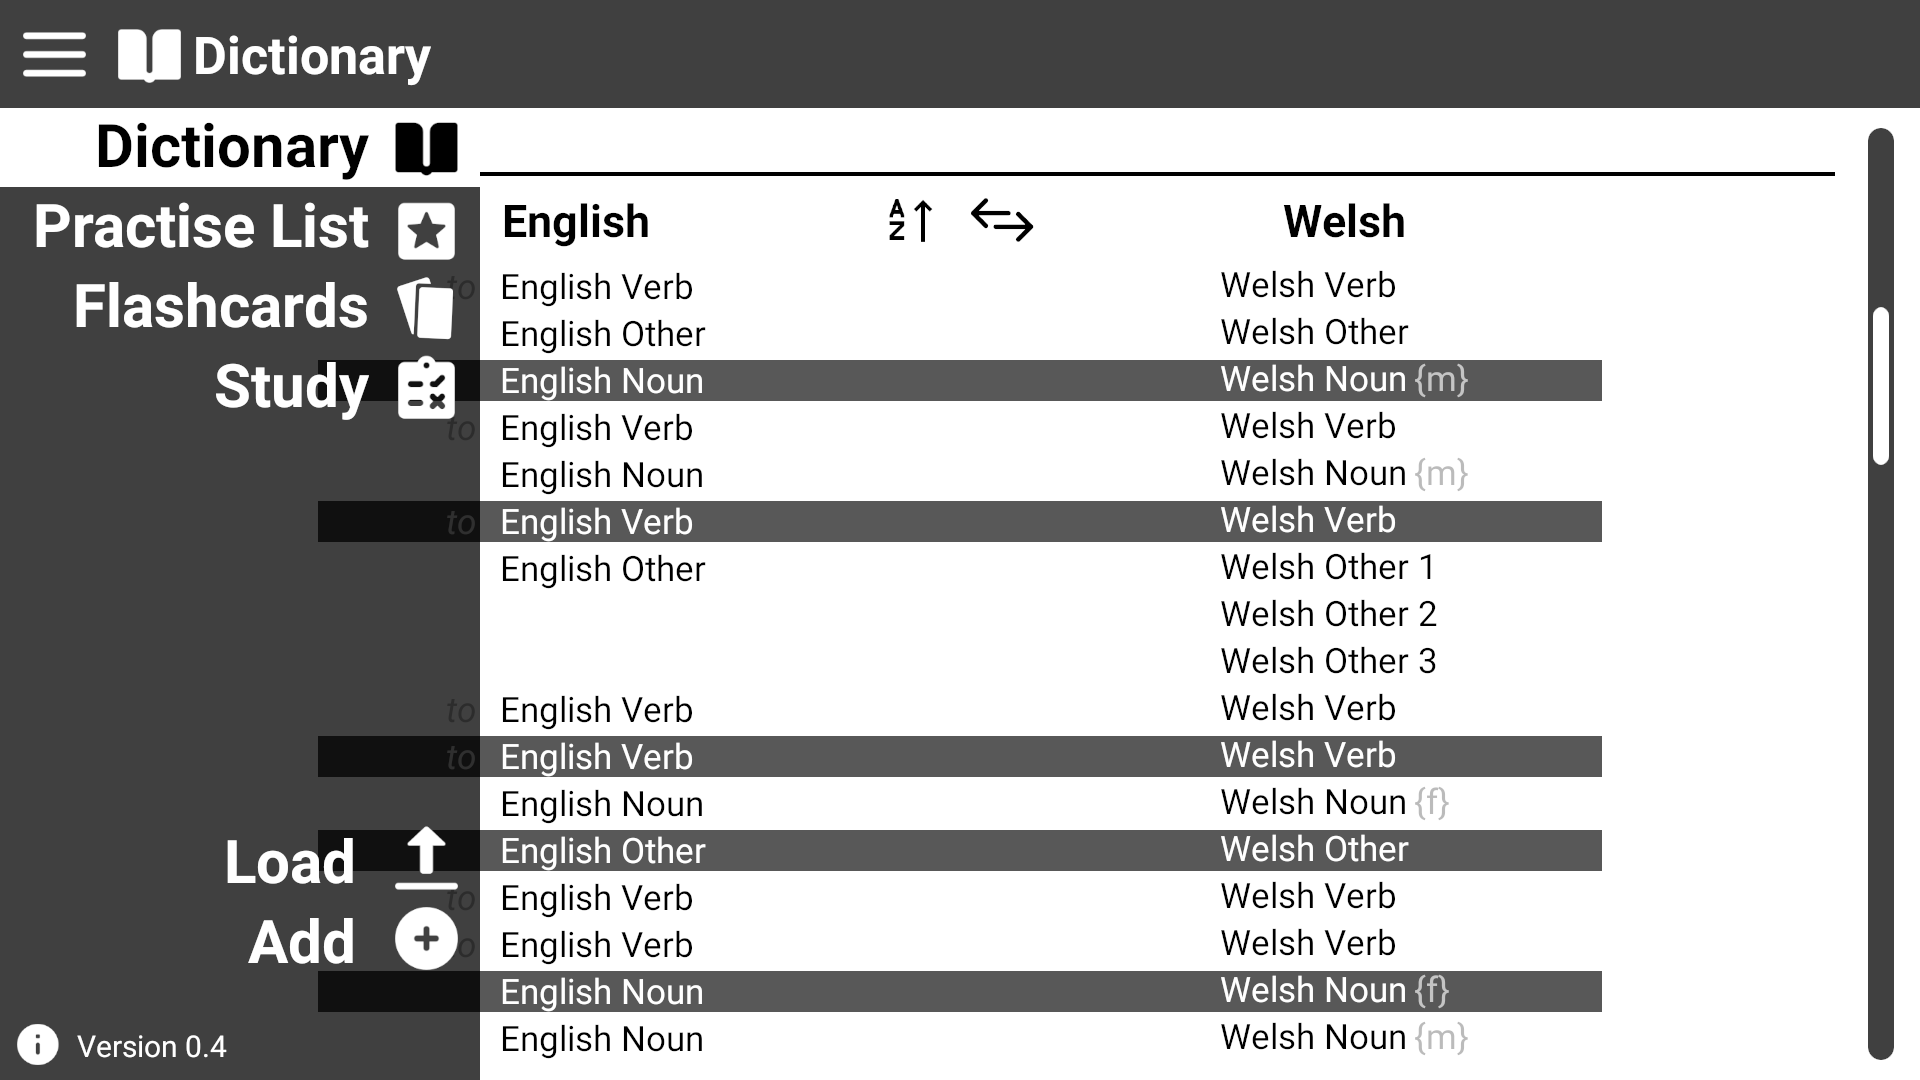 Dictionary
Dictionary
Practise List
Flashcards
Study
Load
Add
Version 0.4
English A Z Welsh
to English Verb Welsh Verb
English Other Welsh Other
English Noun Welsh Noun {m}
to English Verb Welsh Verb
English Noun Welsh Noun {m}
to English Verb Welsh Verb
English Other Welsh Other 1
Welsh Other 2
Welsh Other 3
to English Verb Welsh Verb
to English Verb Welsh Verb
English Noun Welsh Noun {f}
English Other Welsh Other
to English Verb Welsh Verb
to English Verb Welsh Verb
English Noun Welsh Noun {f}
English Noun Welsh Noun {m}